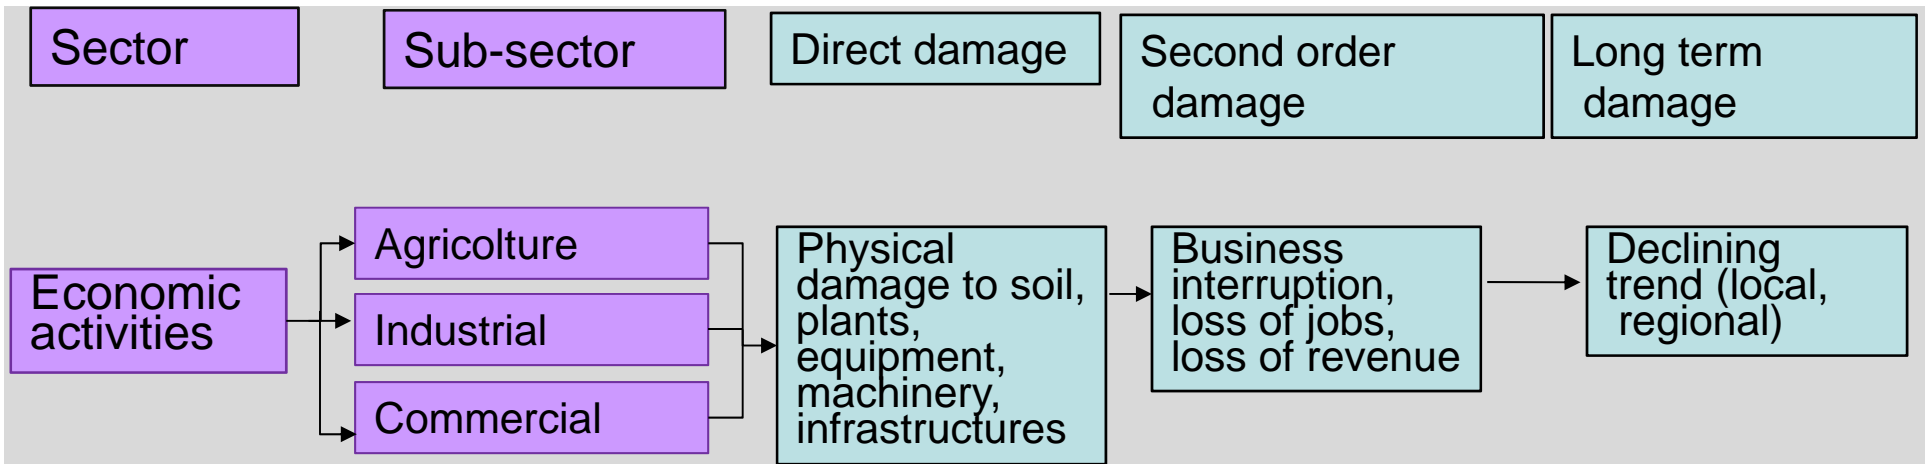 Sector
Sub-sector
Direct damage
Second order
damage
Long term
damage
Economic
activities
Agricolture
Industrial
Commercial
Physical
damage to soil,
plants,
equipment,
machinery,
infrastructures
Business
interruption,
loss of jobs,
loss of revenue
Declining
trend (local,
regional)